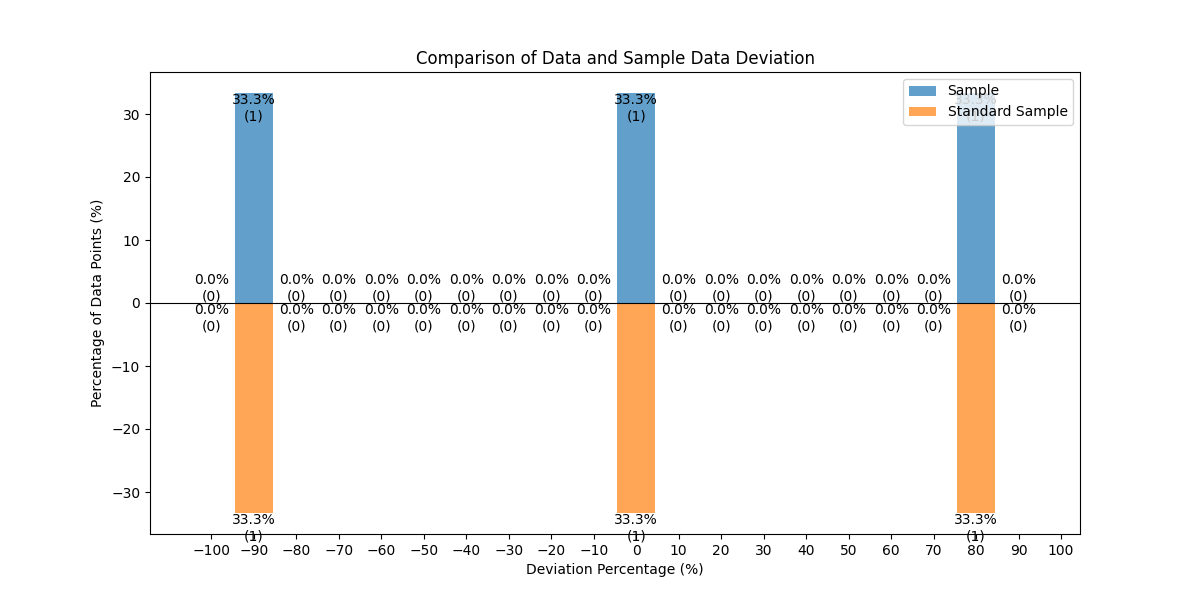 Comparison of Data and Sample Data Deviation
Sample
Standard Sample
33.3% 33.3% 33.3%
(1) (1) (1)
30
20
10
0
−10
−20
−30
Percentage of Data Points (%)
0.0% 0.0% 0.0% 0.0% 0.0% 0.0% 0.0% 0.0% 0.0% 0.0% 0.0% 0.0% 0.0% 0.0% 0.0% 0.0% 0.0%
(0) (0) (0) (0) (0) (0) (0) (0) (0) (0) (0) (0) (0) (0) (0) (0) (0)
0.0% 0.0% 0.0% 0.0% 0.0% 0.0% 0.0% 0.0% 0.0% 0.0% 0.0% 0.0% 0.0% 0.0% 0.0% 0.0% 0.0%
(0) (0) (0) (0) (0) (0) (0) (0) (0) (0) (0) (0) (0) (0) (0) (0) (0)
33.3% 33.3% 33.3%
(1) (1) (1)
−100 −90 −80 −70 −60 −50 −40 −30 −20 −10 0 10 20 30 40 50 60 70 80 90 100
Deviation Percentage (%)